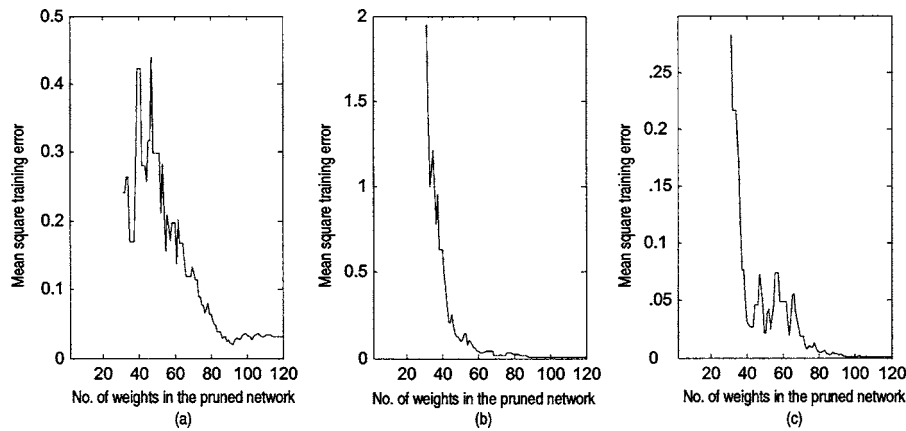 Mean square training error
0.5
0.4
0.3
0.2
0.1
0
20 40 60 80 100 120
No. of weights in the pruned network
(a)
Mean square training error
2
1.5
1
0.5
0
20 40 60 80 100 120
No. of weights in the pruned network
(b)
Mean square training error
.25
0.2
0.15
0.1
.05
0
20 40 60 80 100 120
No. of weights in the pruned network
(c)